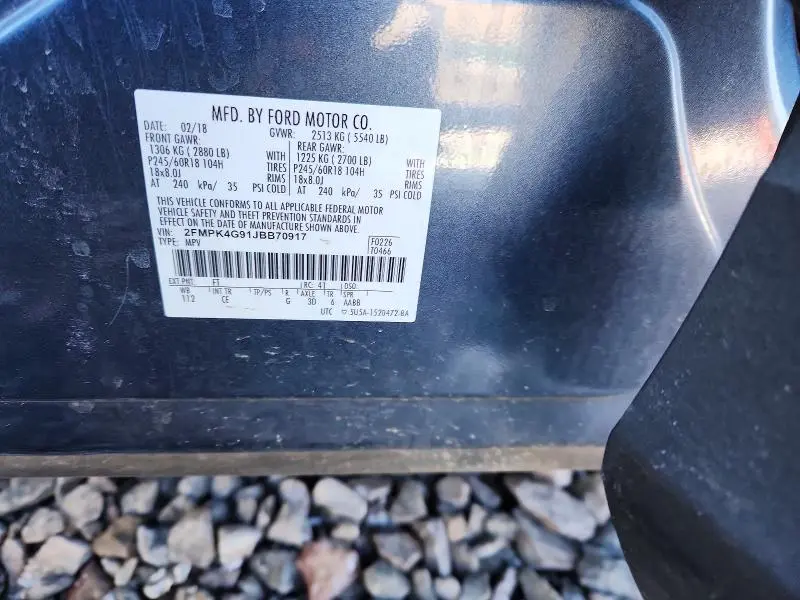 MFD. BY FORD MOTOR CO.
DATE: 02/18 GVWR: 2513 KG ( 5540 LB)
FRONT GAWR: REAR GAWR:
1306 KG ( 2880 LB) WITH 1225 KG ( 2700 LB) WITH
P245/60R18 104H TIRES P245/60R18 104H TIRES
18x8.0J RIMS 18x8.0J RIMS
AT 240 kPa/ 35 PSI COLD AT 240 kPa/ 35 PSI COLD
THIS VEHICLE CONFORMS TO ALL APPLICABLE FEDERAL MOTOR
VEHICLE SAFETY AND THEFT PREVENTION STANDARDS IN
EFFECT ON THE DATE OF MANUFACTURE SHOWN ABOVE.
VIN: 2FMPK4G91JBB70917 F0226
TYPE: MPV T0466
EXT PNT: FT RC: 41 DSO:
WB INT TR TP/PS R AXLE TR SPR
112 CE G 3D 6 AABB
UTC 5U5A-1520472-BA